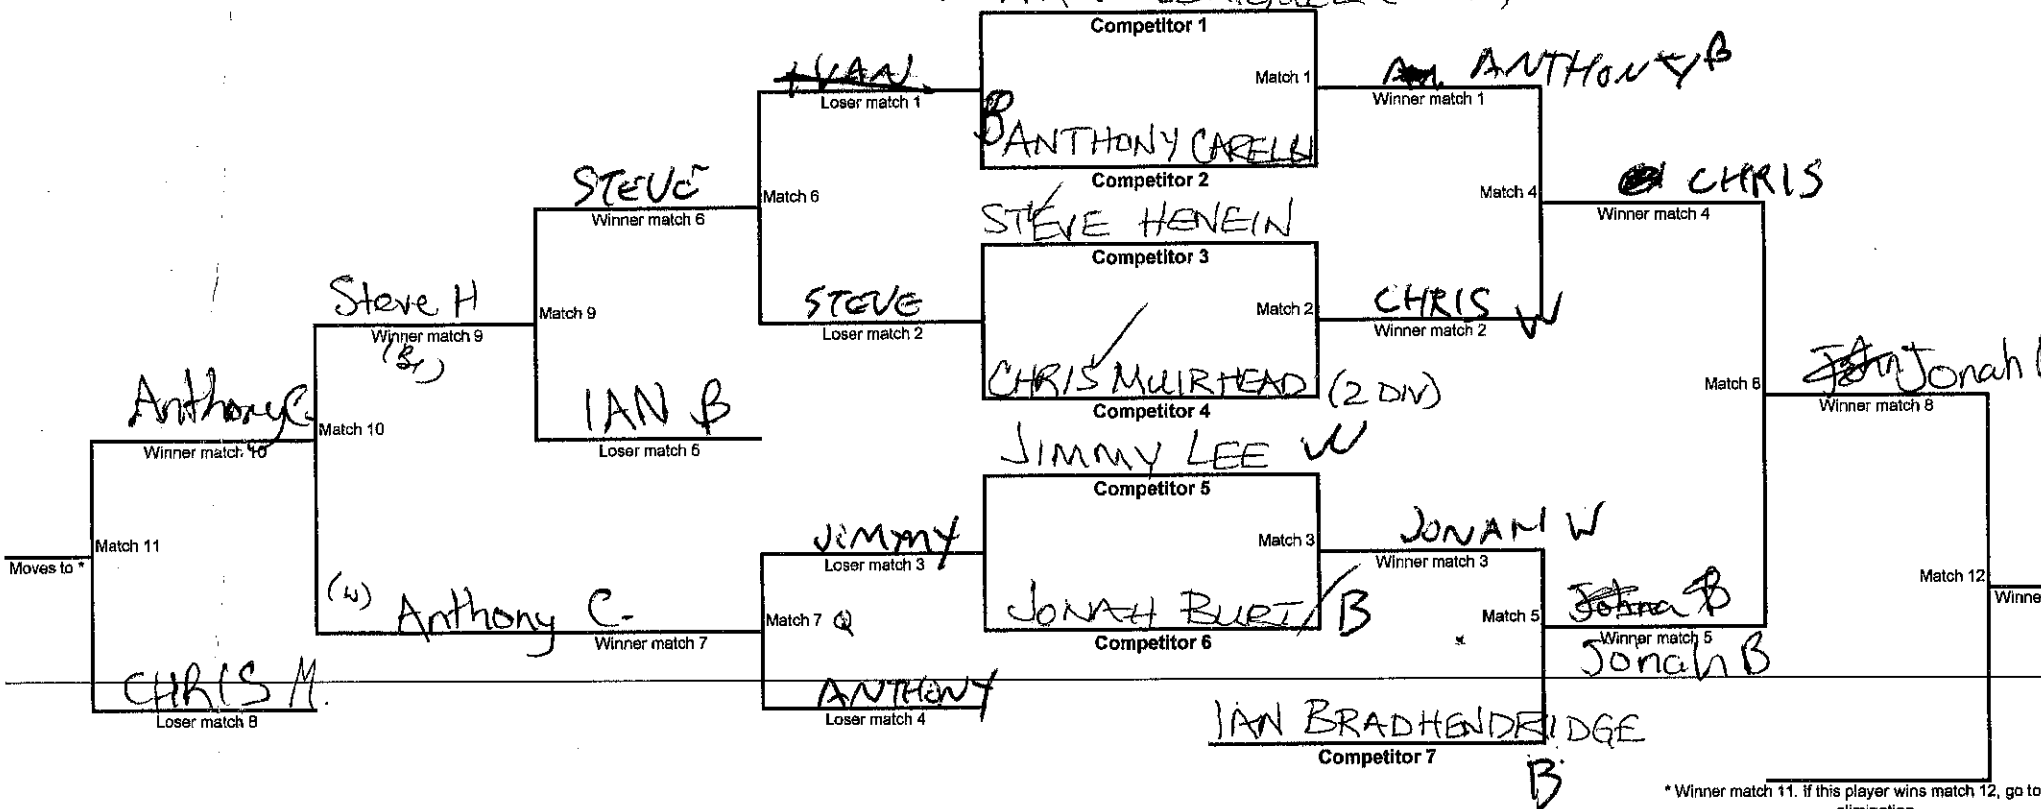 Competitor 1
Match 1
IVAN
Loser match 1
ANTHONY B
Winner match 1
B ANTHONY CARELLI
Competitor 2
STEVE
Winner match 6
Match 6
Match 4
CHRIS
Winner match 4
STEVE HENEIN
Competitor 3
Steve H
Winner match 9
Match 9
STEVE
Loser match 2
Match 2
CHRIS W
Winner match 2
CHRIS MUIRHEAD (2 DIV)
Competitor 4
Match 8
Jonah
Winner match 8
Anthony C.
Winner match 10
Match 10
IAN B
Loser match 5
JIMMY LEE W
Competitor 5
Match 11
Moves to *
JIMMY
Loser match 3
Match 3
JONAH W
Winner match 3
Match 12
(W) Anthony C.
Winner match 7
Match 7
JONAH BURT B
Competitor 6
Match 5
B
Winner match 5
Jonah B
CHRIS M.
Loser match 8
ANTHONY
Loser match 4
IAN BRADHENDRIDGE
Competitor 7
B
* Winner match 11. If this player wins match 12, go to
elimination